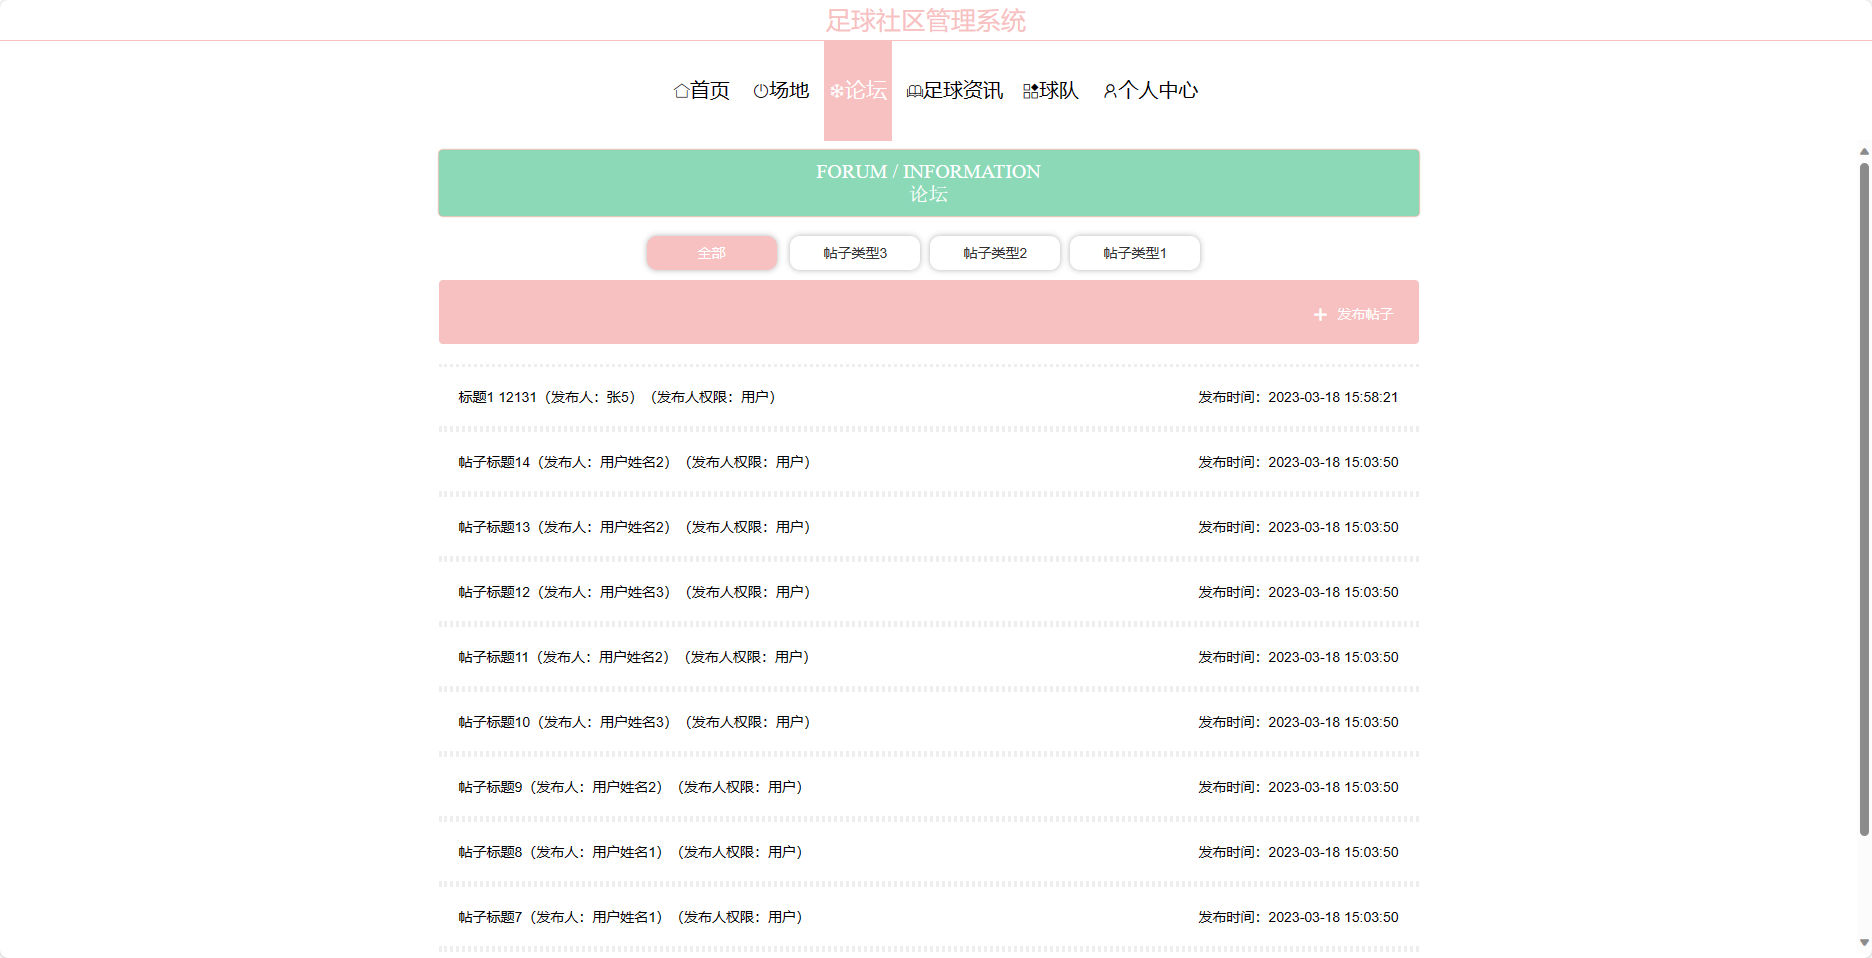 足球社区管理系统
首页 场地 论坛 足球资讯 球队 个人中心
FORUM / INFORMATION
论坛
全部 帖子类型3 帖子类型2 帖子类型1
发布帖子
标题1 12131（发布人：张5）（发布人权限：用户） 发布时间：2023-03-18 15:58:21
帖子标题14（发布人：用户姓名2）（发布人权限：用户） 发布时间：2023-03-18 15:03:50
帖子标题13（发布人：用户姓名2）（发布人权限：用户） 发布时间：2023-03-18 15:03:50
帖子标题12（发布人：用户姓名3）（发布人权限：用户） 发布时间：2023-03-18 15:03:50
帖子标题11（发布人：用户姓名2）（发布人权限：用户） 发布时间：2023-03-18 15:03:50
帖子标题10（发布人：用户姓名3）（发布人权限：用户） 发布时间：2023-03-18 15:03:50
帖子标题9（发布人：用户姓名2）（发布人权限：用户） 发布时间：2023-03-18 15:03:50
帖子标题8（发布人：用户姓名1）（发布人权限：用户） 发布时间：2023-03-18 15:03:50
帖子标题7（发布人：用户姓名1）（发布人权限：用户） 发布时间：2023-03-18 15:03:50